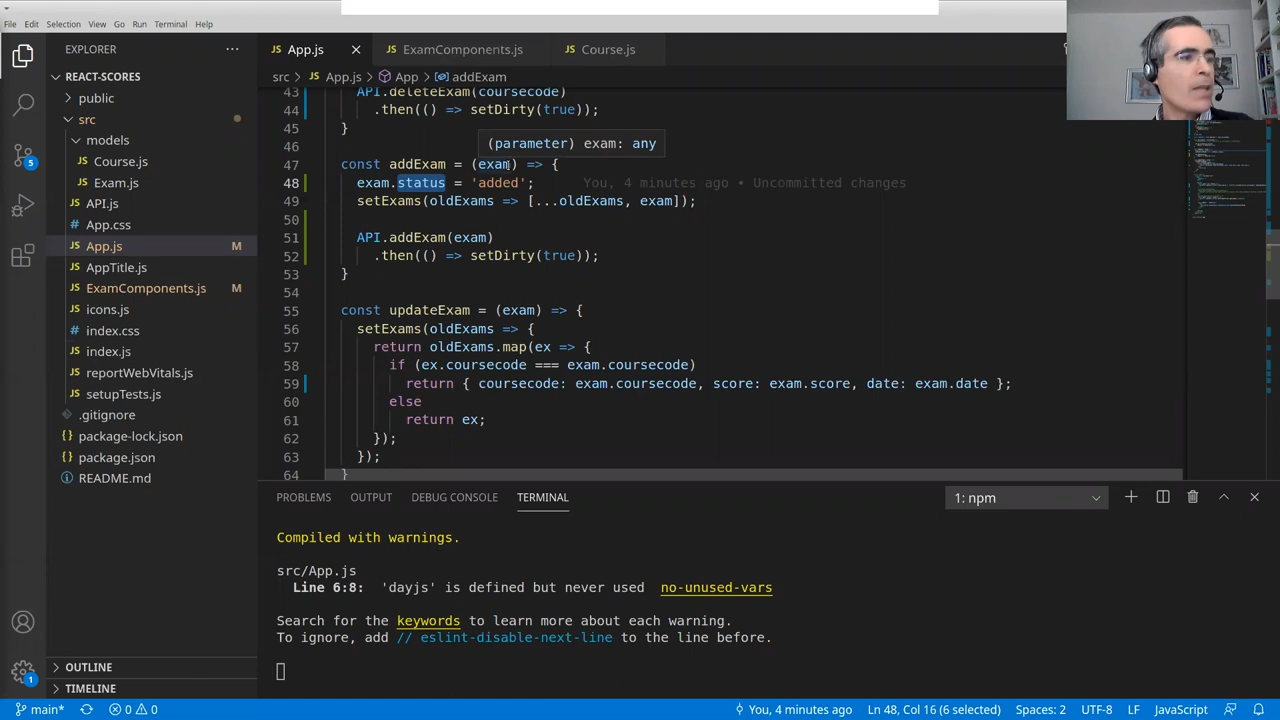 File Edit Selection View Go Run Terminal Help
EXPLORER
REACT-SCORES
public
src
models
JS Course.js
JS Exam.js
JS API.js
# App.css
JS App.js M
JS AppTitle.js
JS ExamComponents.js M
JS icons.js
# index.css
JS index.js
JS reportWebVitals.js
JS setupTests.js
.gitignore
package-lock.json
package.json
README.md
OUTLINE
TIMELINE
5
1
JS App.js JS ExamComponents.js JS Course.js
src > JS App.js > App > addExam
43 API.deleteExam(coursecode)
44 .then(() => setDirty(true));
45 }
46 (parameter) exam: any
47 const addExam = (exam) => {
48 exam.status = 'added'; You, 4 minutes ago • Uncommitted changes
49 setExams(oldExams => [...oldExams, exam]);
50
51 API.addExam(exam)
52 .then(() => setDirty(true));
53 }
54
55 const updateExam = (exam) => {
56 setExams(oldExams => {
57 return oldExams.map(ex => {
58 if (ex.coursecode === exam.coursecode)
59 return { coursecode: exam.coursecode, score: exam.score, date: exam.date };
60 else
61 return ex;
62 });
63 });
64 }
PROBLEMS OUTPUT DEBUG CONSOLE TERMINAL 1: npm
Compiled with warnings.
src/App.js
Line 6:8: 'dayjs' is defined but never used no-unused-vars
Search for the keywords to learn more about each warning.
To ignore, add // eslint-disable-next-line to the line before.
main* 0 0 You, 4 minutes ago Ln 48, Col 16 (6 selected) Spaces: 2 UTF-8 LF JavaScript